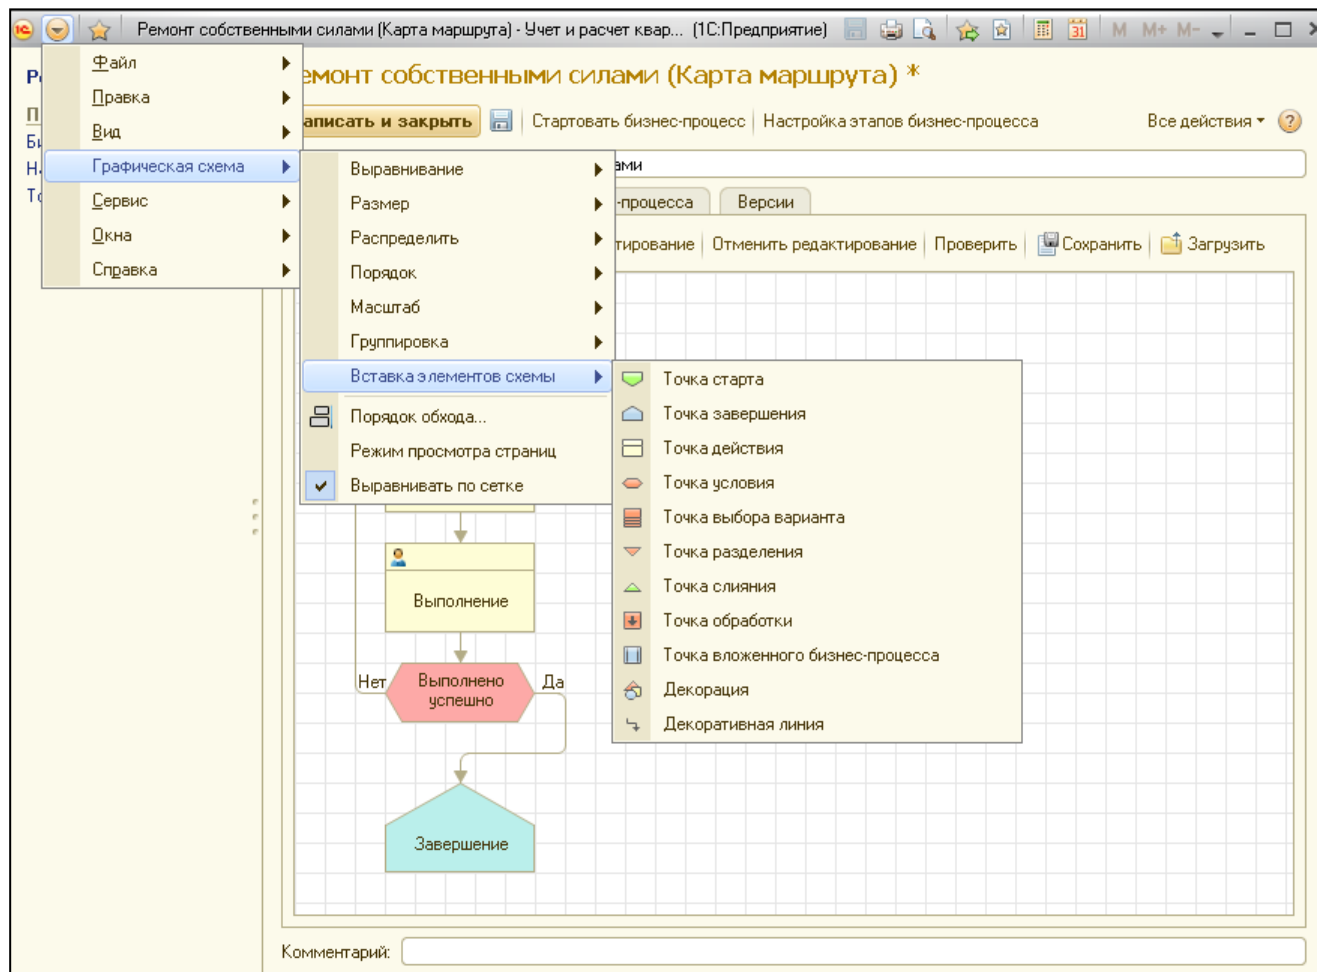 Ремонт собственными силами (Карта маршрута) - Учет и расчет квар... (1С:Предприятие)
M M+ M-
Файл
Правка
Вид
Графическая схема
Сервис
Окна
Справка
емонт собственными силами (Карта маршрута) *
аписать и закрыть Стартовать бизнес-процесс Настройка этапов бизнес-процесса Все действия
ами
-процесса Версии
тирование Отменить редактирование Проверить Сохранить Загрузить
Выравнивание
Размер
Распределить
Порядок
Масштаб
Группировка
Вставка элементов схемы
Порядок обхода...
Режим просмотра страниц
Выравнивать по сетке
Точка старта
Точка завершения
Точка действия
Точка условия
Точка выбора варианта
Точка разделения
Точка слияния
Точка обработки
Точка вложенного бизнес-процесса
Декорация
Декоративная линия
Выполнение
Нет Выполнено Да
успешно
Завершение
Комментарий: